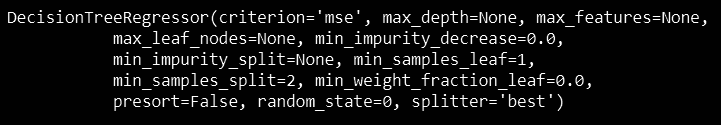 DecisionTreeRegressor(criterion='mse', max_depth=None, max_features=None,
max_leaf_nodes=None, min_impurity_decrease=0.0,
min_impurity_split=None, min_samples_leaf=1,
min_samples_split=2, min_weight_fraction_leaf=0.0,
presort=False, random_state=0, splitter='best')